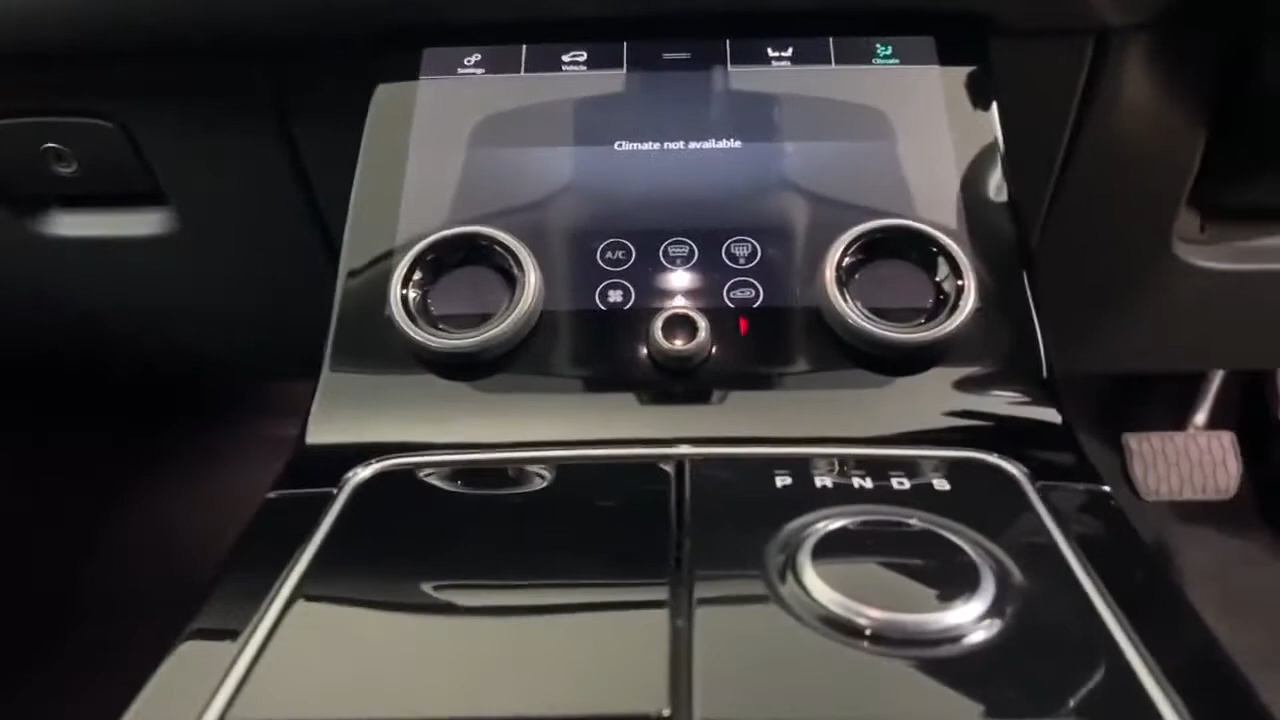 Settings
Vehicle
Seats
Climate
Climate not available
A/C
R
P R N D S